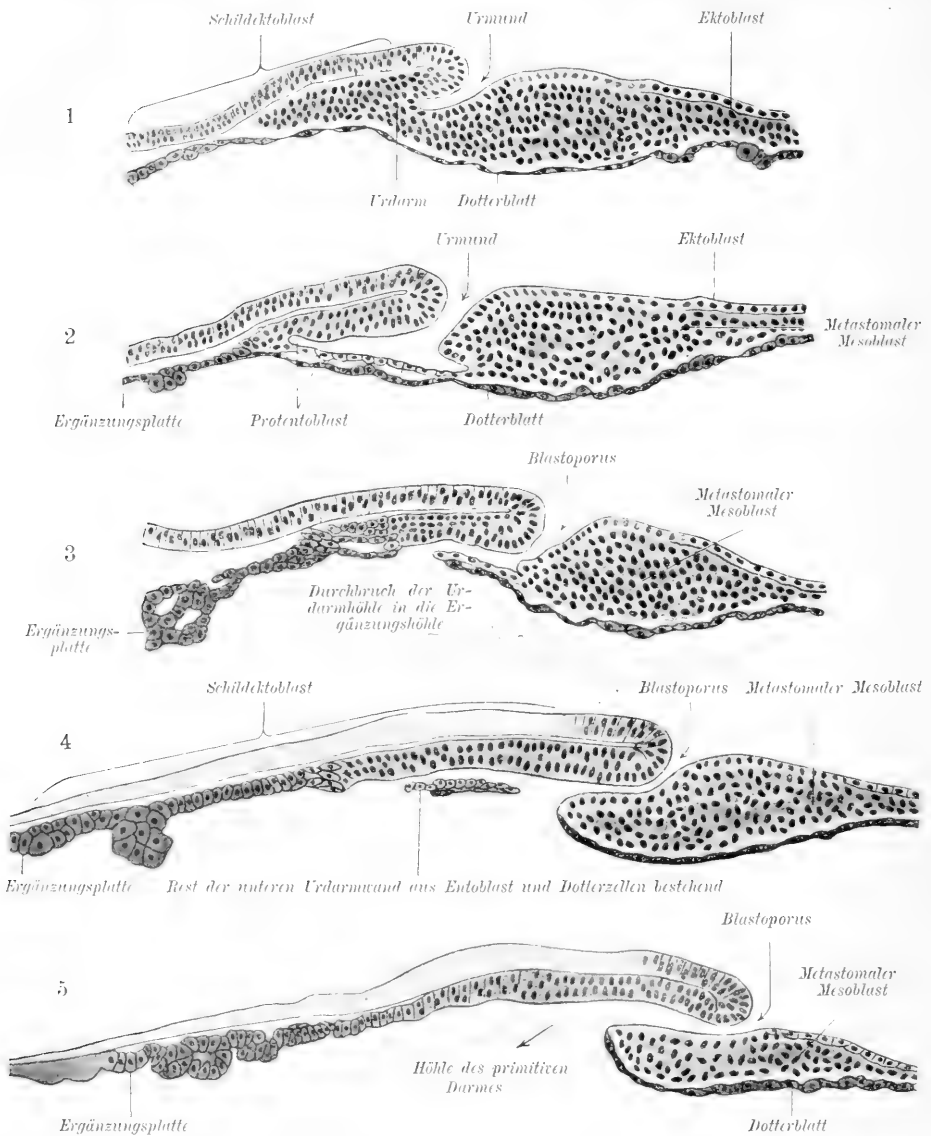 Schildektoblast Urmund Ektoblast
1
Urdarm Dotterblatt
Urmund Ektoblast
2
Metastomaler
Mesoblast
Ergänzungsplatte Protentoblast Dotterblatt
Blastoporus
Metastomaler
Mesoblast
3
Durchbruch der Ur-
darmhöhle in die Er-
gänzungshöhle
Ergänzungs-
platte
Schildektoblast Blastoporus Metastomaler Mesoblast
4
Ergänzungsplatte Rest der unteren Urdarmwand aus Entoblast und Dotterzellen bestehend
Blastoporus
5
Metastomaler
Mesoblast
Höhle des primitiven
Darmes
Ergänzungsplatte Dotterblatt